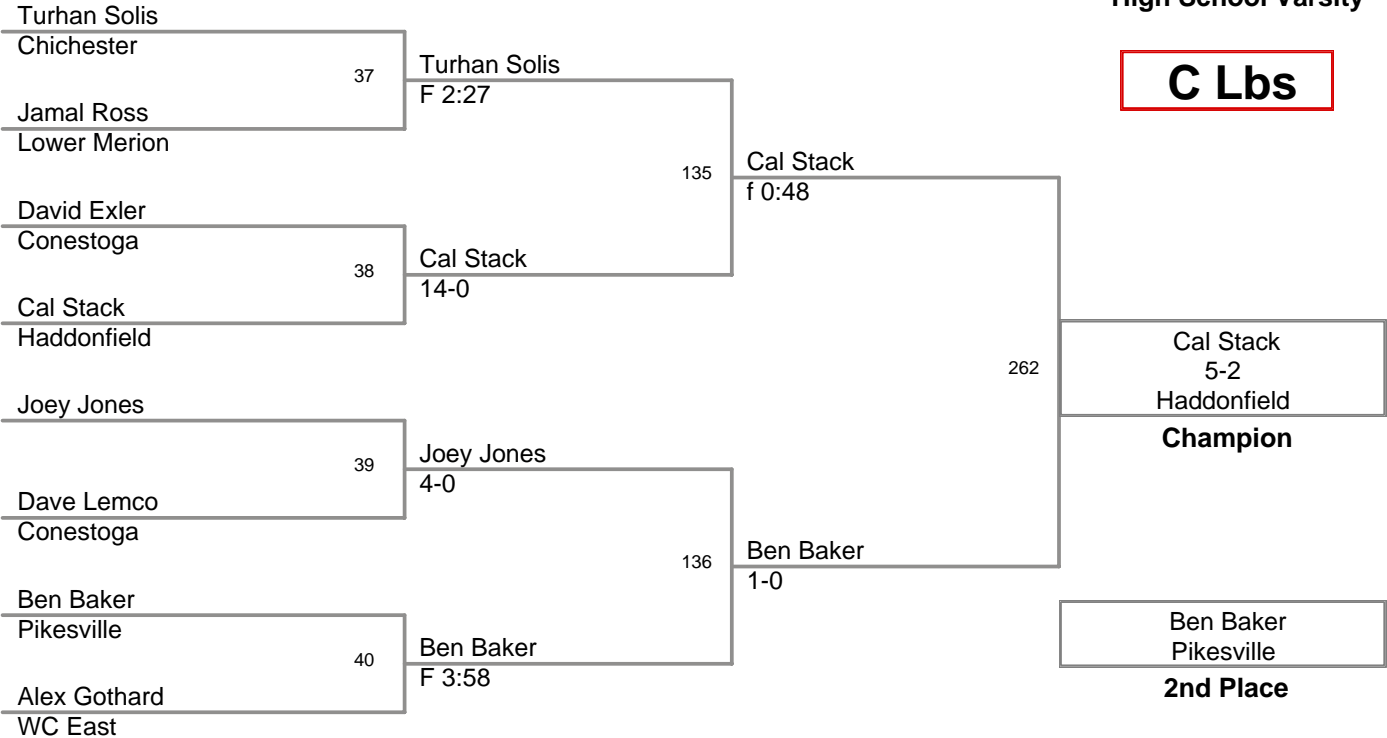 High School Varsity
C Lbs
Turhan Solis
Chichester
37
Jamal Ross
Lower Merion
Turhan Solis
F 2:27
David Exler
Conestoga
38
Cal Stack
Haddonfield
Cal Stack
14-0
135
Cal Stack
f 0:48
Joey Jones
39
Dave Lemco
Conestoga
Joey Jones
4-0
Ben Baker
Pikesville
40
Alex Gothard
WC East
Ben Baker
F 3:58
136
Ben Baker
1-0
262
Cal Stack
5-2
Haddonfield
Champion
Ben Baker
Pikesville
2nd Place